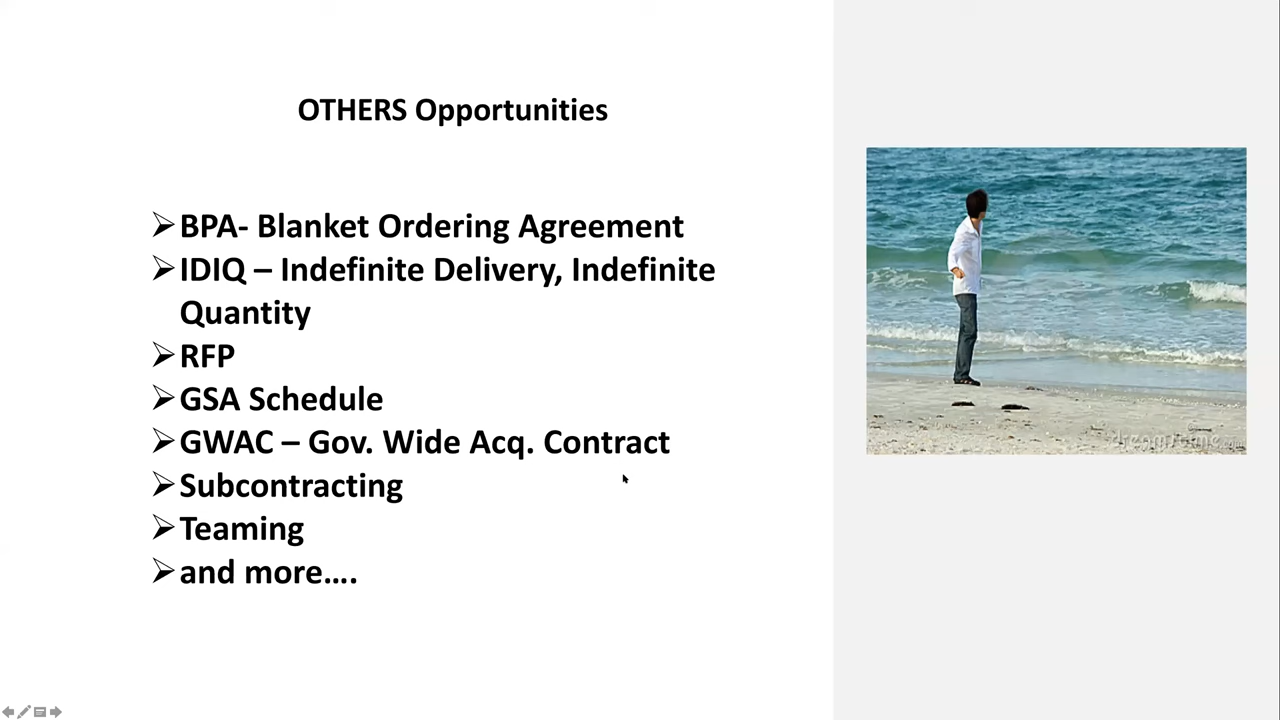 OTHERS Opportunities
BPA- Blanket Ordering Agreement
IDIQ – Indefinite Delivery, Indefinite
Quantity
RFP
GSA Schedule
GWAC – Gov. Wide Acq. Contract
Subcontracting
Teaming
and more….